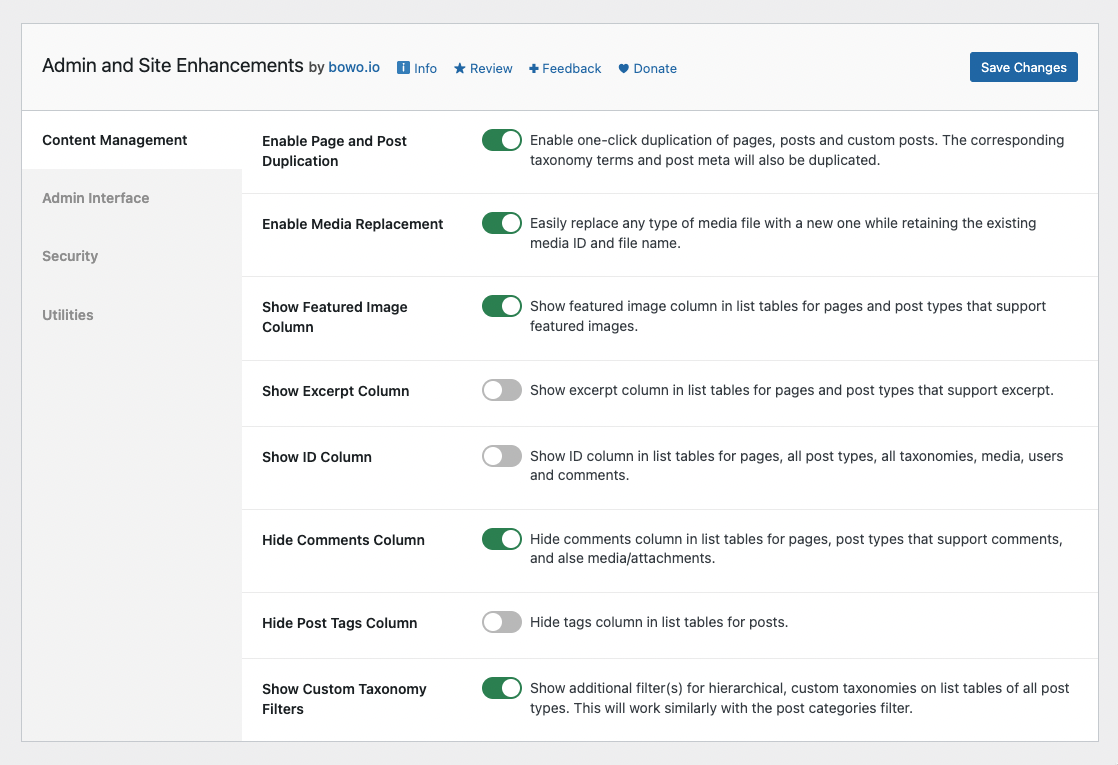 Admin and Site Enhancements by bowo.io Info Review Feedback Donate
Save Changes
Content Management
Admin Interface
Security
Utilities
Enable Page and Post
Duplication
Enable one-click duplication of pages, posts and custom posts. The corresponding
taxonomy terms and post meta will also be duplicated.
Enable Media Replacement
Easily replace any type of media file with a new one while retaining the existing
media ID and file name.
Show Featured Image
Column
Show featured image column in list tables for pages and post types that support
featured images.
Show Excerpt Column
Show excerpt column in list tables for pages and post types that support excerpt.
Show ID Column
Show ID column in list tables for pages, all post types, all taxonomies, media, users
and comments.
Hide Comments Column
Hide comments column in list tables for pages, post types that support comments,
and alse media/attachments.
Hide Post Tags Column
Hide tags column in list tables for posts.
Show Custom Taxonomy
Filters
Show additional filter(s) for hierarchical, custom taxonomies on list tables of all post
types. This will work similarly with the post categories filter.